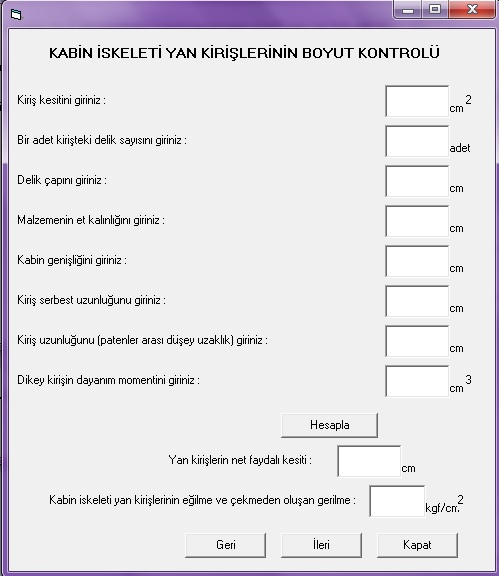 KABİN İSKELETİ YAN KİRİŞLERİNİN BOYUT KONTROLÜ
Kiriş kesitini giriniz : cm 2
Bir adet kirişteki delik sayısını giriniz : adet
Delik çapını giriniz : cm
Malzemenin et kalınlığını giriniz : cm
Kabin genişliğini giriniz : cm
Kiriş serbest uzunluğunu giriniz : cm
Kiriş uzunluğunu (patenler arası düşey uzaklık) giriniz : cm
Dikey kirişin dayanım momentini giriniz : cm 3
Hesapla
Yan kirişlerin net faydalı kesiti : cm
Kabin iskeleti yan kirişlerinin eğilme ve çekmeden oluşan gerilme : kgf/cm. 2
Geri İleri Kapat